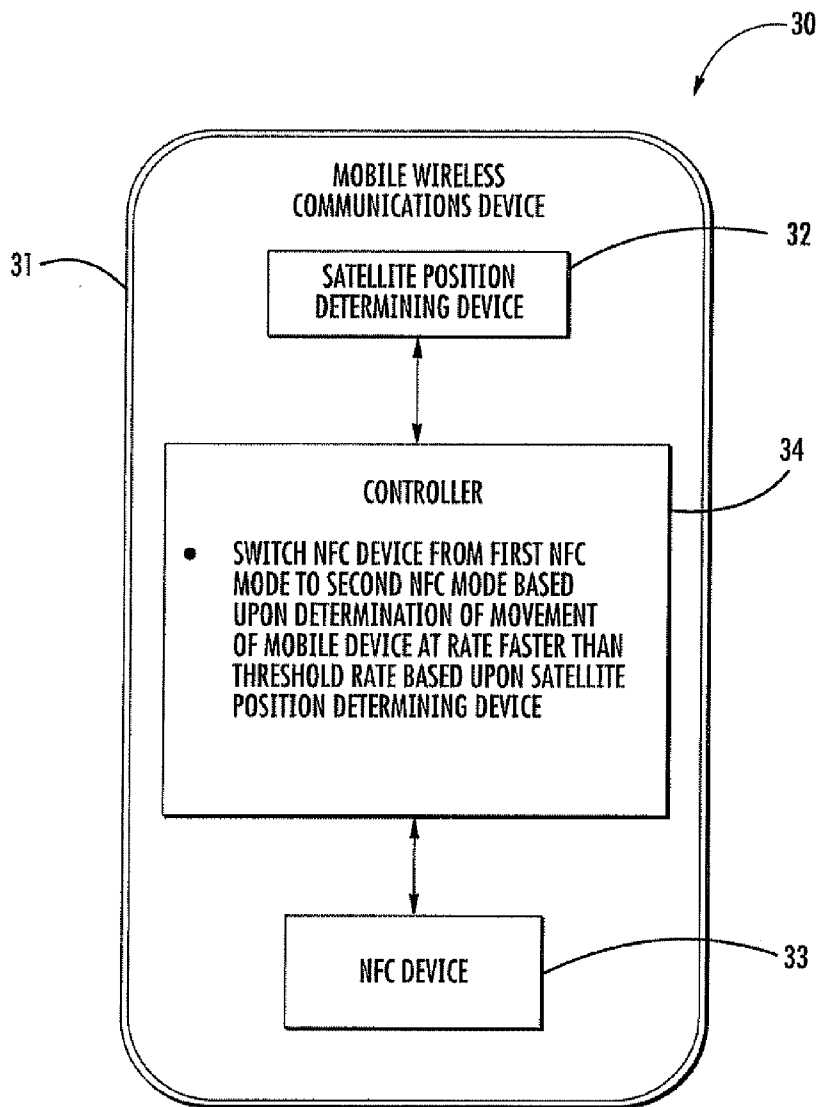 30
MOBILE WIRELESS
COMMUNICATIONS DEVICE
31
32
SATELLITE POSITION
DETERMINING DEVICE
34
CONTROLLER
• SWITCH NFC DEVICE FROM FIRST NFC
MODE TO SECOND NFC MODE BASED
UPON DETERMINATION OF MOVEMENT
OF MOBILE DEVICE AT RATE FASTER THAN
THRESHOLD RATE BASED UPON SATELLITE
POSITION DETERMINING DEVICE
NFC DEVICE
33